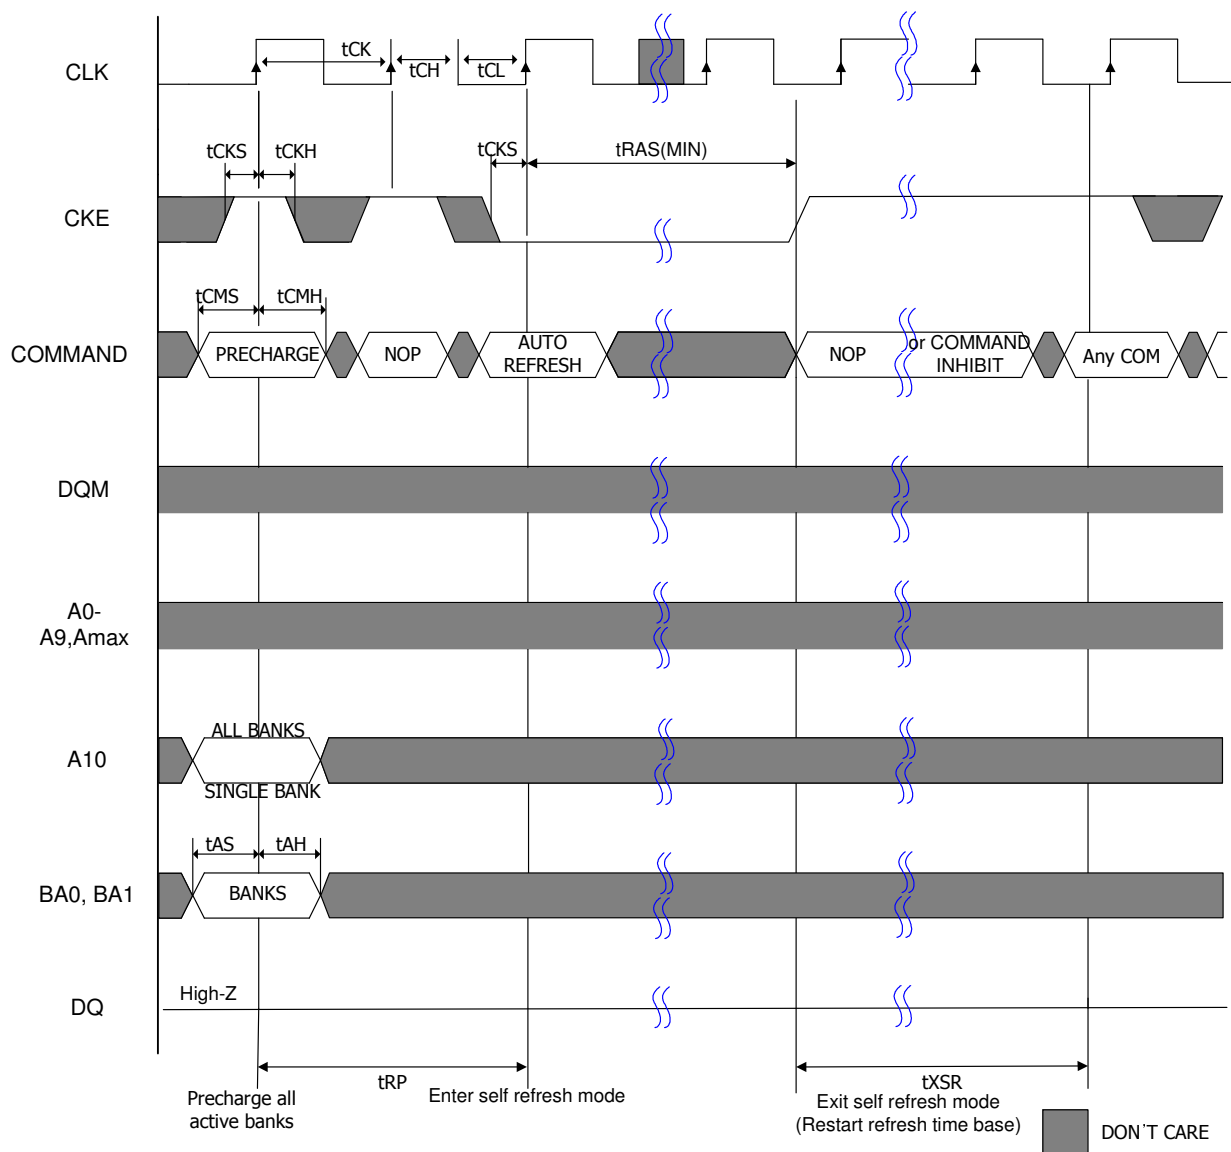 CLK
tCK
tCH
tCL
tCKS
tCKH
tCKS
tRAS(MIN)
CKE
tCMS
tCMH
COMMAND
PRECHARGE
NOP
AUTO
REFRESH
NOP
or COMMAND
INHIBIT
Any COM
DQM
A0-
A9,Amax
ALL BANKS
A10
SINGLE BANK
tAS
tAH
BA0, BA1
BANKS
High-Z
DQ
tRP
tXSR
Precharge all
active banks
Enter self refresh mode
Exit self refresh mode
(Restart refresh time base)
DON'T CARE